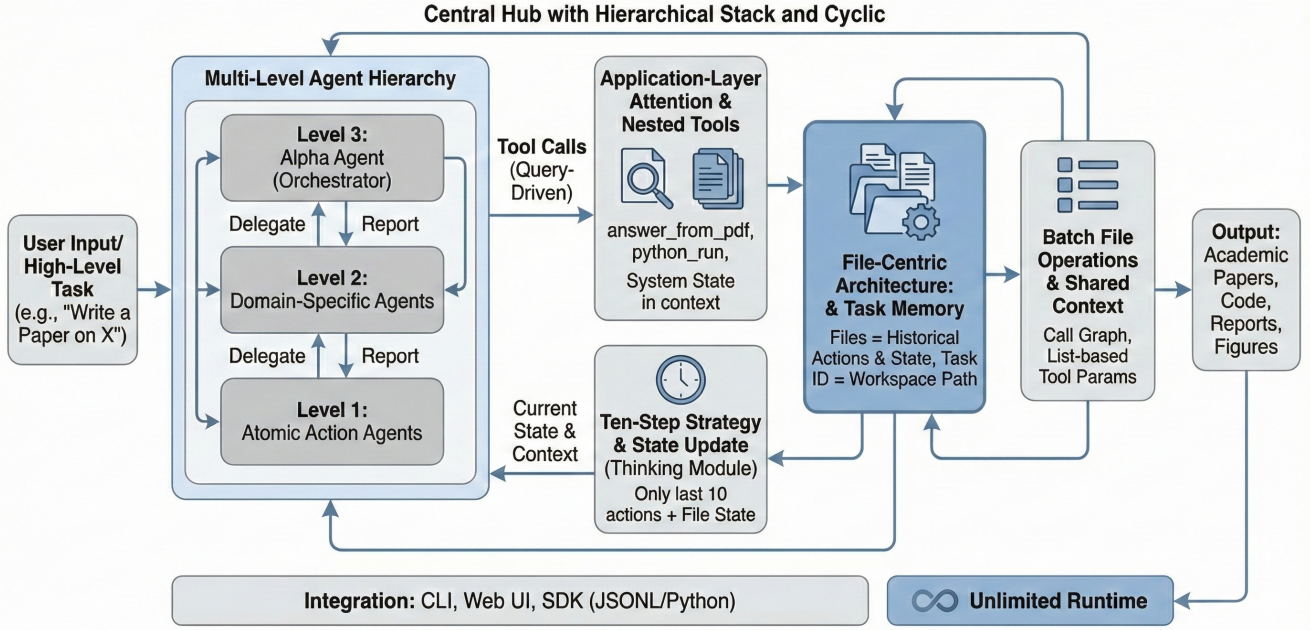 Central Hub with Hierarchical Stack and Cyclic
User Input/
High-Level
Task
(e.g., "Write a
Paper on X")
Multi-Level Agent Hierarchy
Level 3:
Alpha Agent
(Orchestrator)
Delegate
Report
Level 2:
Domain-Specific Agents
Delegate
Report
Level 1:
Atomic Action Agents
Tool Calls
(Query-
Driven)
Application-Layer
Attention &
Nested Tools
answer_from_pdf,
python_run,
System State
in context
Current
State &
Context
Ten-Step Strategy
& State Update
(Thinking Module)
Only last 10
actions + File State
File-Centric
Architecture:
& Task Memory
Files = Historical
Actions & State, Task
ID = Workspace Path
Batch File
Operations
& Shared
Context
Call Graph,
List-based
Tool Params
Output:
Academic
Papers,
Code,
Reports,
Figures
Integration: CLI, Web UI, SDK (JSONL/Python)
Unlimited Runtime